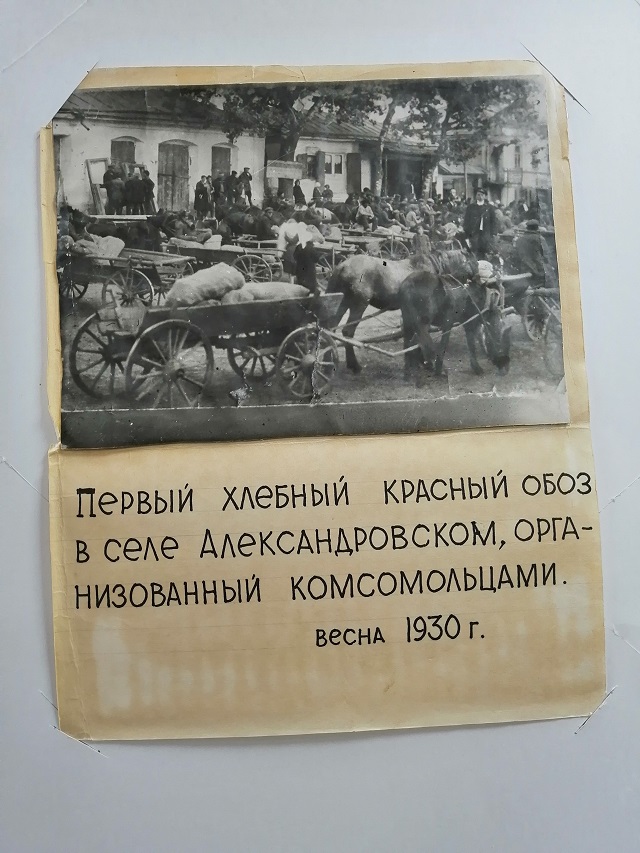 Первый хлебный красный обоз
в селе Александровском, орга-
низованный комсомольцами.
весна 1930 г.